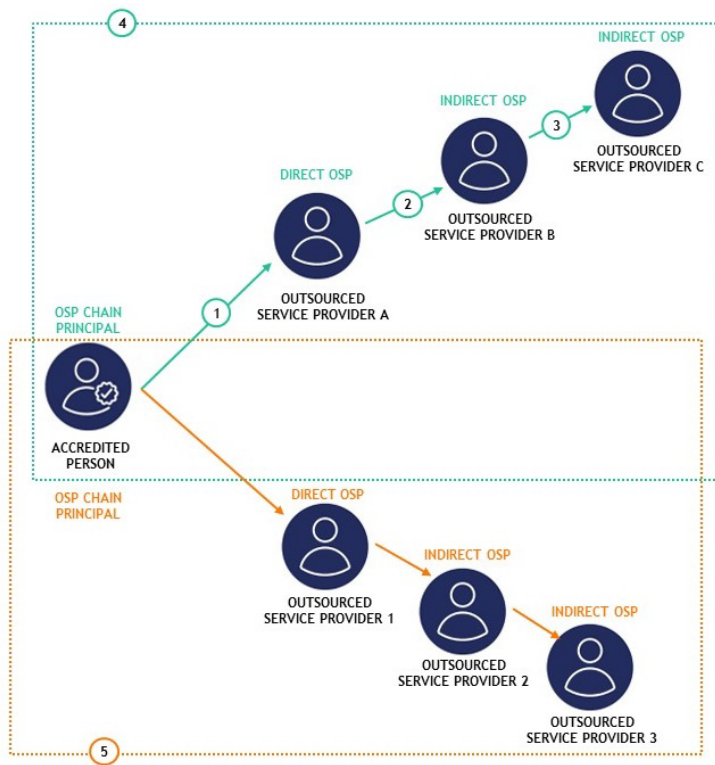 4
INDIRECT OSP
INDIRECT OSP
3
OUTSOURCED
SERVICE PROVIDER C
DIRECT OSP
2
OUTSOURCED
SERVICE PROVIDER B
OUTSOURCED
SERVICE PROVIDER A
1
OSP CHAIN
PRINCIPAL
ACCREDITED
PERSON
OSP CHAIN
PRINCIPAL
DIRECT OSP
OUTSOURCED
SERVICE PROVIDER 1
INDIRECT OSP
OUTSOURCED
SERVICE PROVIDER 2
INDIRECT OSP
OUTSOURCED
SERVICE PROVIDER 3
5